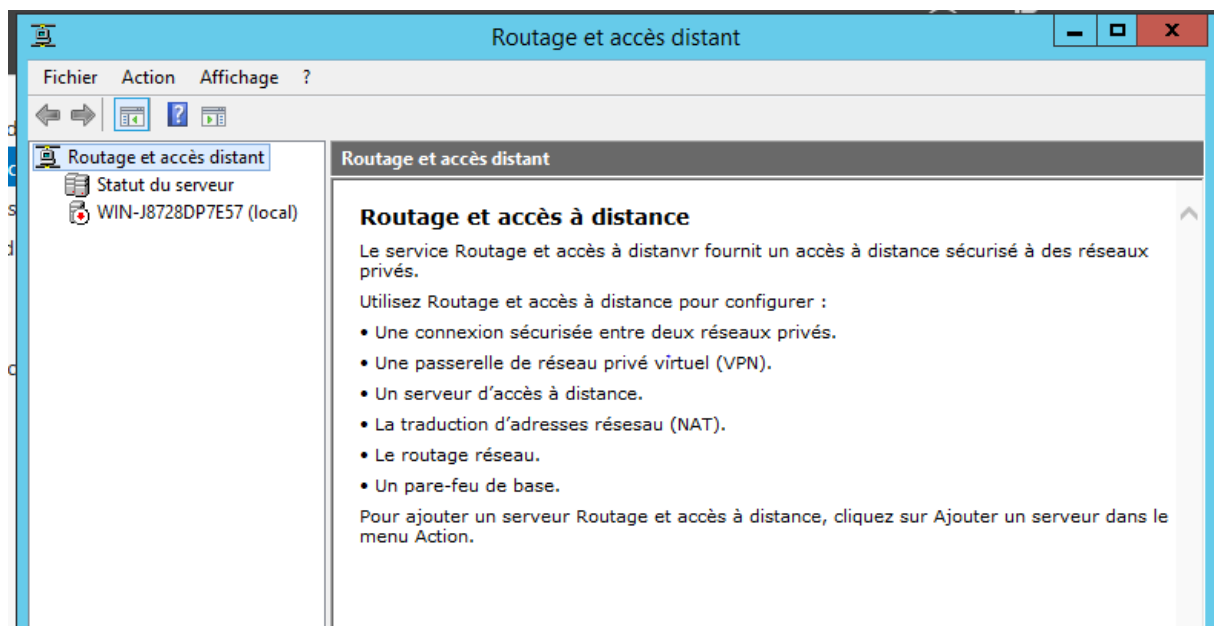 Routage et accès distant
Fichier Action Affichage ?
Routage et accès distant
Statut du serveur
WIN-J8728DP7E57 (local)
Routage et accès distant
Routage et accès à distance
Le service Routage et accès à distanvr fournit un accès à distance sécurisé à des réseaux
privés.
Utilisez Routage et accès à distance pour configurer :
• Une connexion sécurisée entre deux réseaux privés.
• Une passerelle de réseau privé virtuel (VPN).
• Un serveur d’accès à distance.
• La traduction d’adresses résesau (NAT).
• Le routage réseau.
• Un pare-feu de base.
Pour ajouter un serveur Routage et accès à distance, cliquez sur Ajouter un serveur dans le
menu Action.